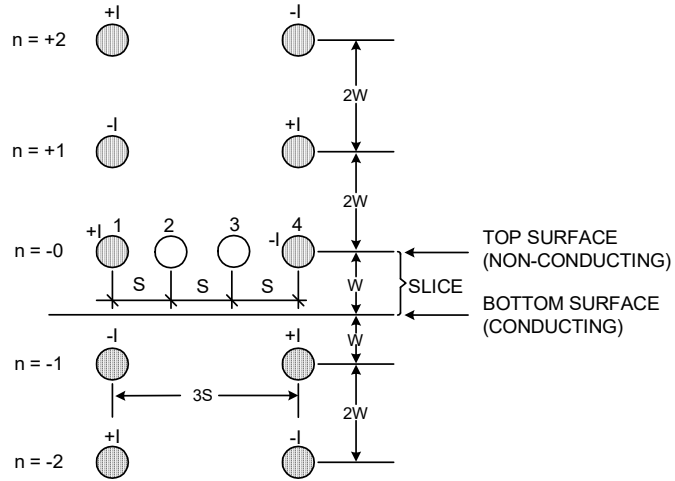 +I -I
n = +2
2W
-I +I
n = +1
2W
+I 1 2 3 4 -I
n = -0
TOP SURFACE
(NON-CONDUCTING)
S S S W SLICE
BOTTOM SURFACE
(CONDUCTING)
-I +I W
n = -1
3S
2W
+I -I
n = -2